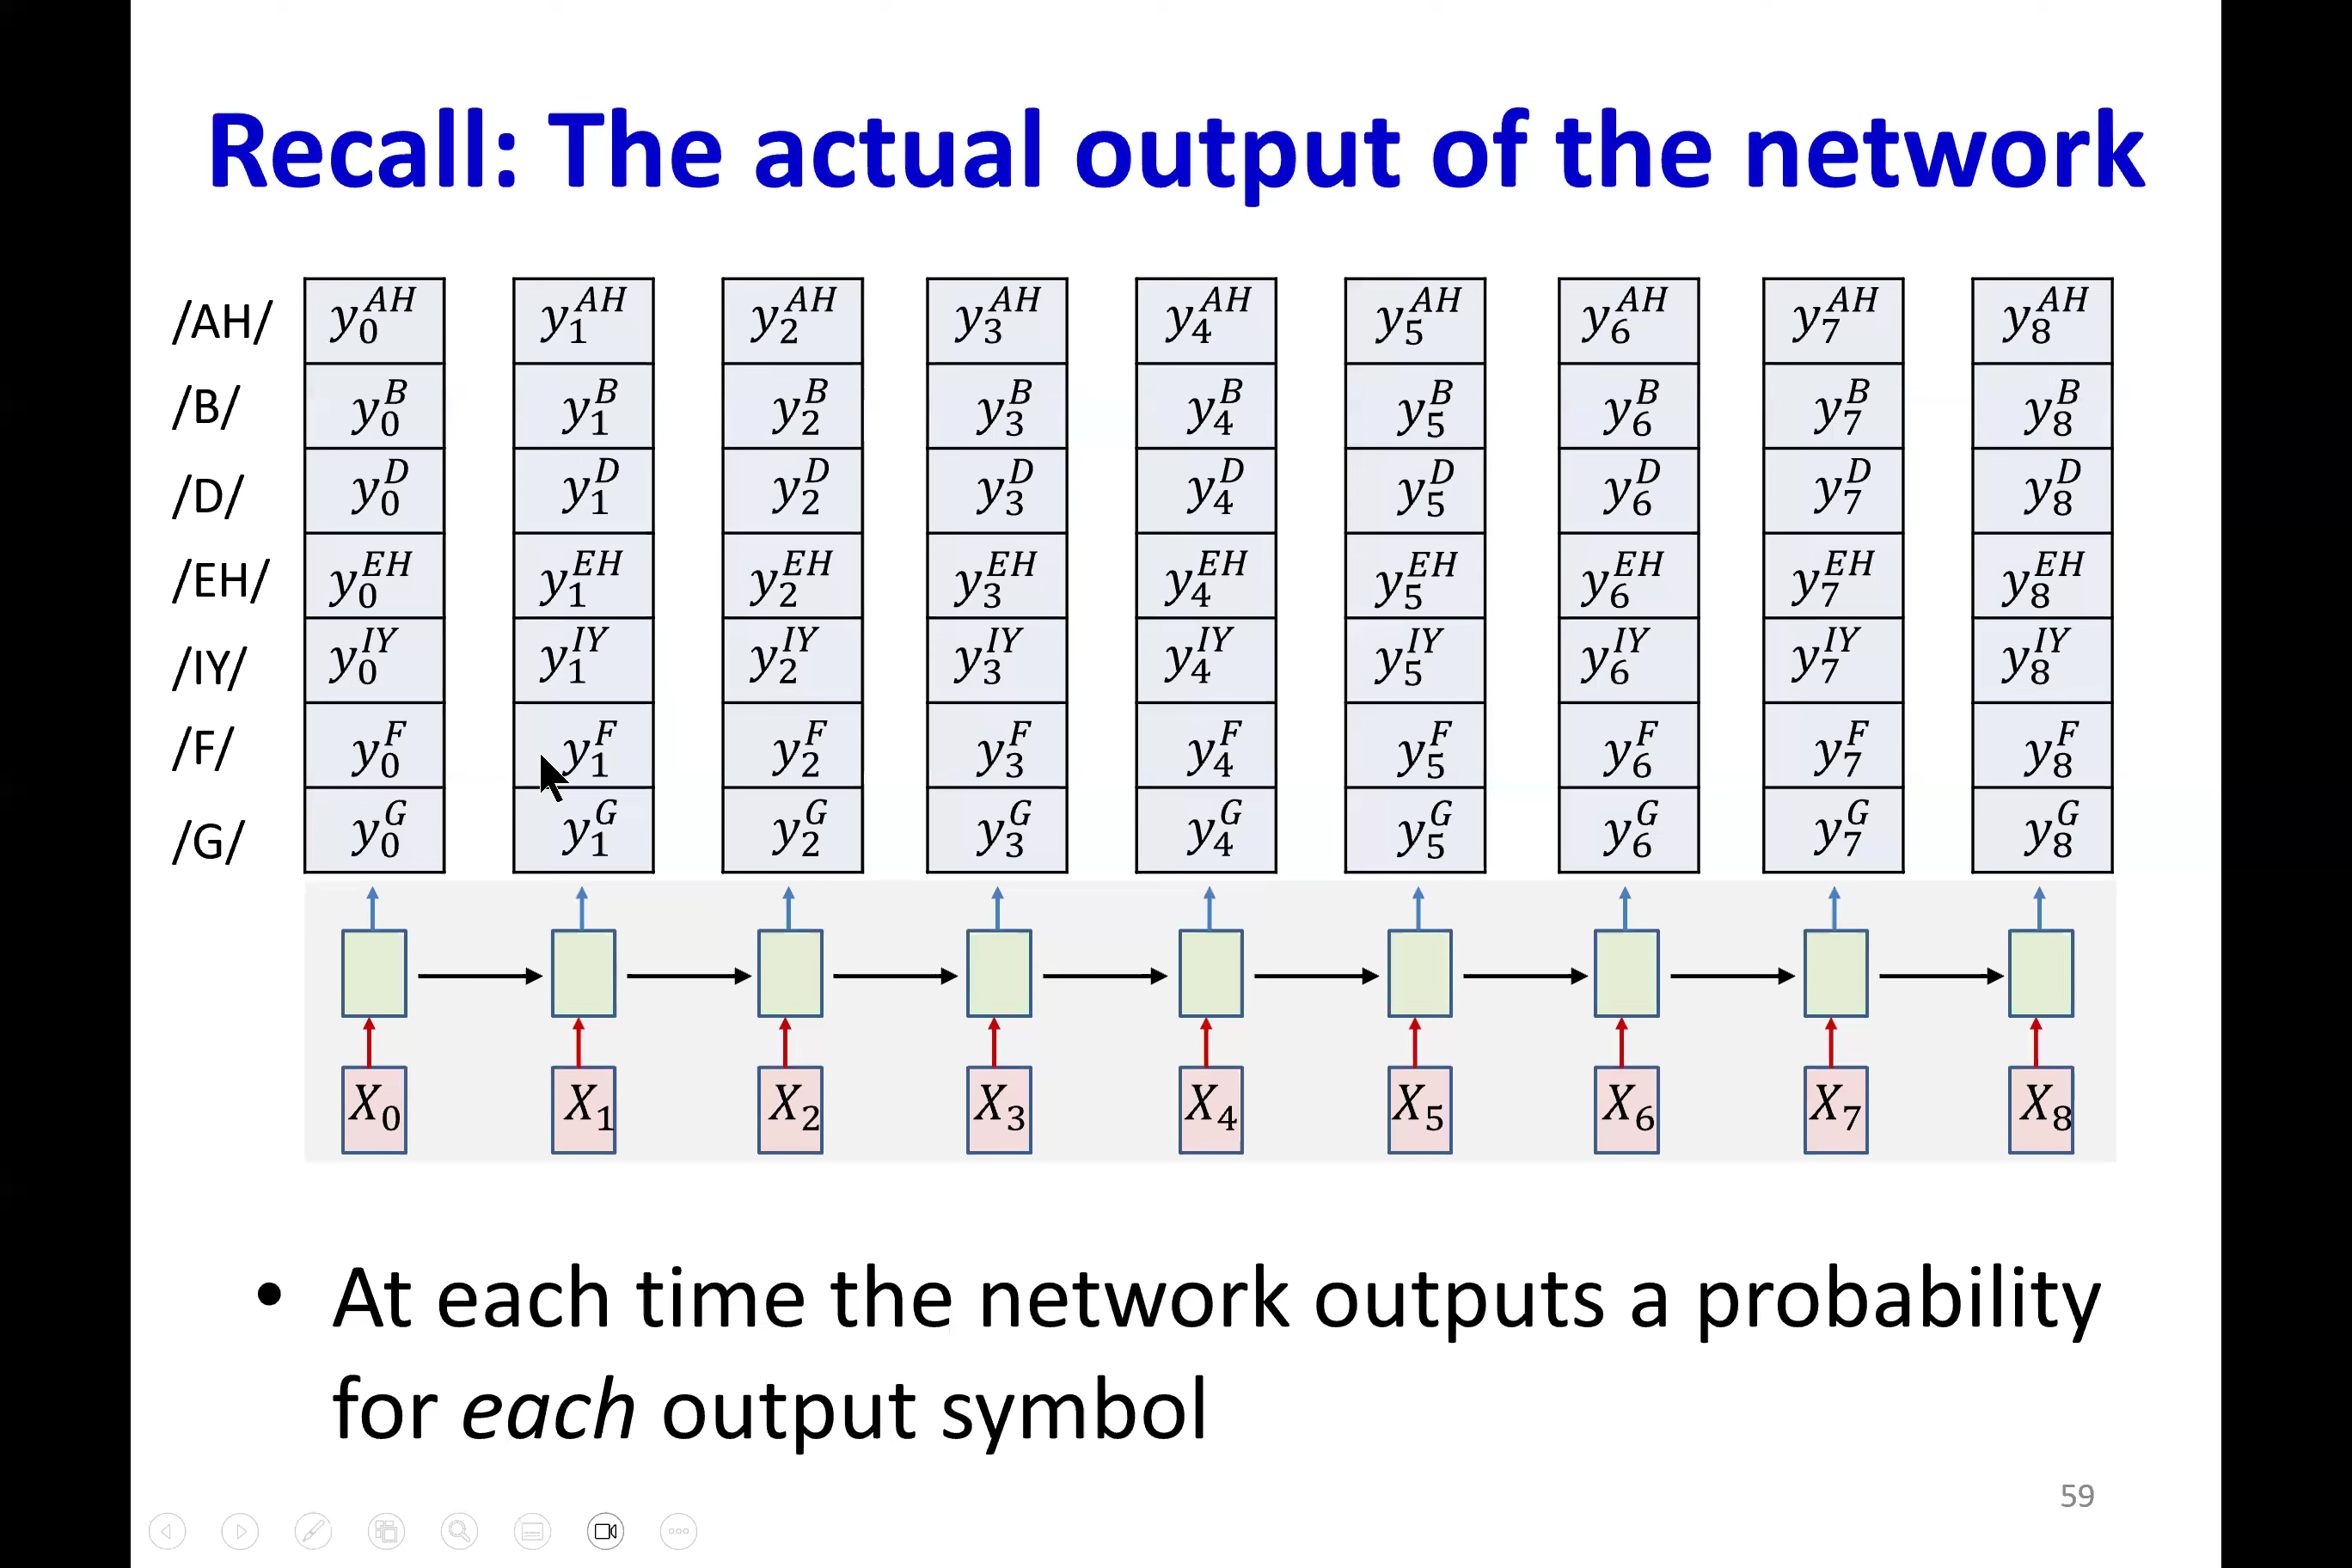 Recall: The actual output of the network
/AH/ y_0^{AH} y_1^{AH} y_2^{AH} y_3^{AH} y_4^{AH} y_5^{AH} y_6^{AH} y_7^{AH} y_8^{AH}
/B/ y_0^B y_1^B y_2^B y_3^B y_4^B y_5^B y_6^B y_7^B y_8^B
/D/ y_0^D y_1^D y_2^D y_3^D y_4^D y_5^D y_6^D y_7^D y_8^D
/EH/ y_0^{EH} y_1^{EH} y_2^{EH} y_3^{EH} y_4^{EH} y_5^{EH} y_6^{EH} y_7^{EH} y_8^{EH}
/IY/ y_0^{IY} y_1^{IY} y_2^{IY} y_3^{IY} y_4^{IY} y_5^{IY} y_6^{IY} y_7^{IY} y_8^{IY}
/F/ y_0^F y_1^F y_2^F y_3^F y_4^F y_5^F y_6^F y_7^F y_8^F
/G/ y_0^G y_1^G y_2^G y_3^G y_4^G y_5^G y_6^G y_7^G y_8^G
X_0 X_1 X_2 X_3 X_4 X_5 X_6 X_7 X_8
• At each time the network outputs a probability
for each output symbol
59